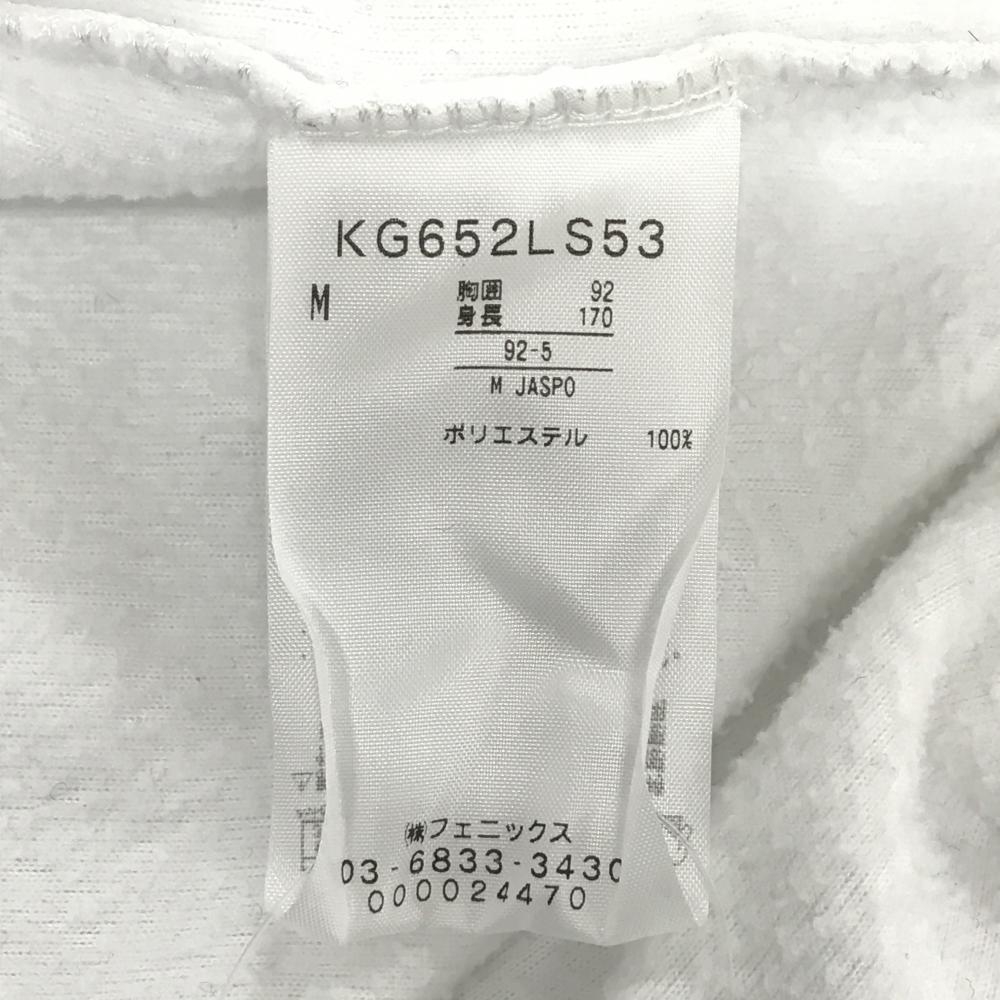 KG652LS53
M 胸囲 92
身長 170
92-5
M JASPO
ポリエステル 100%
㈱フェニックス
03-6833-3430
000024470